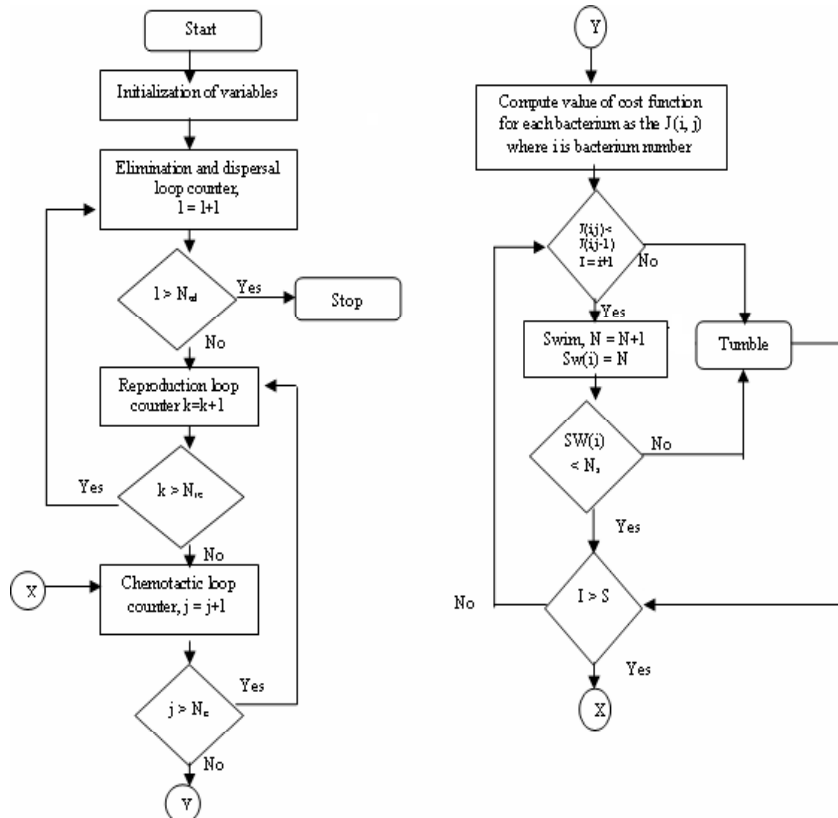 Start
Initialization of variables
Elimination and dispersal
loop counter,
l = l+1
l > Ned
Yes
Stop
No
Reproduction loop
counter k=k+1
Yes
k > Nre
No
X
Chemotactic loop
counter, j = j+1
Yes
j > Nc
No
Y
Y
Compute value of cost function
for each bacterium as the J(i, j)
where i is bacterium number
J(i,j)<
J(i,j-1)
I = i+1
No
Yes
Swim, N = N+1
Sw(i) = N
Tumble
SW(i)
< Ns
No
Yes
No
I > S
Yes
X